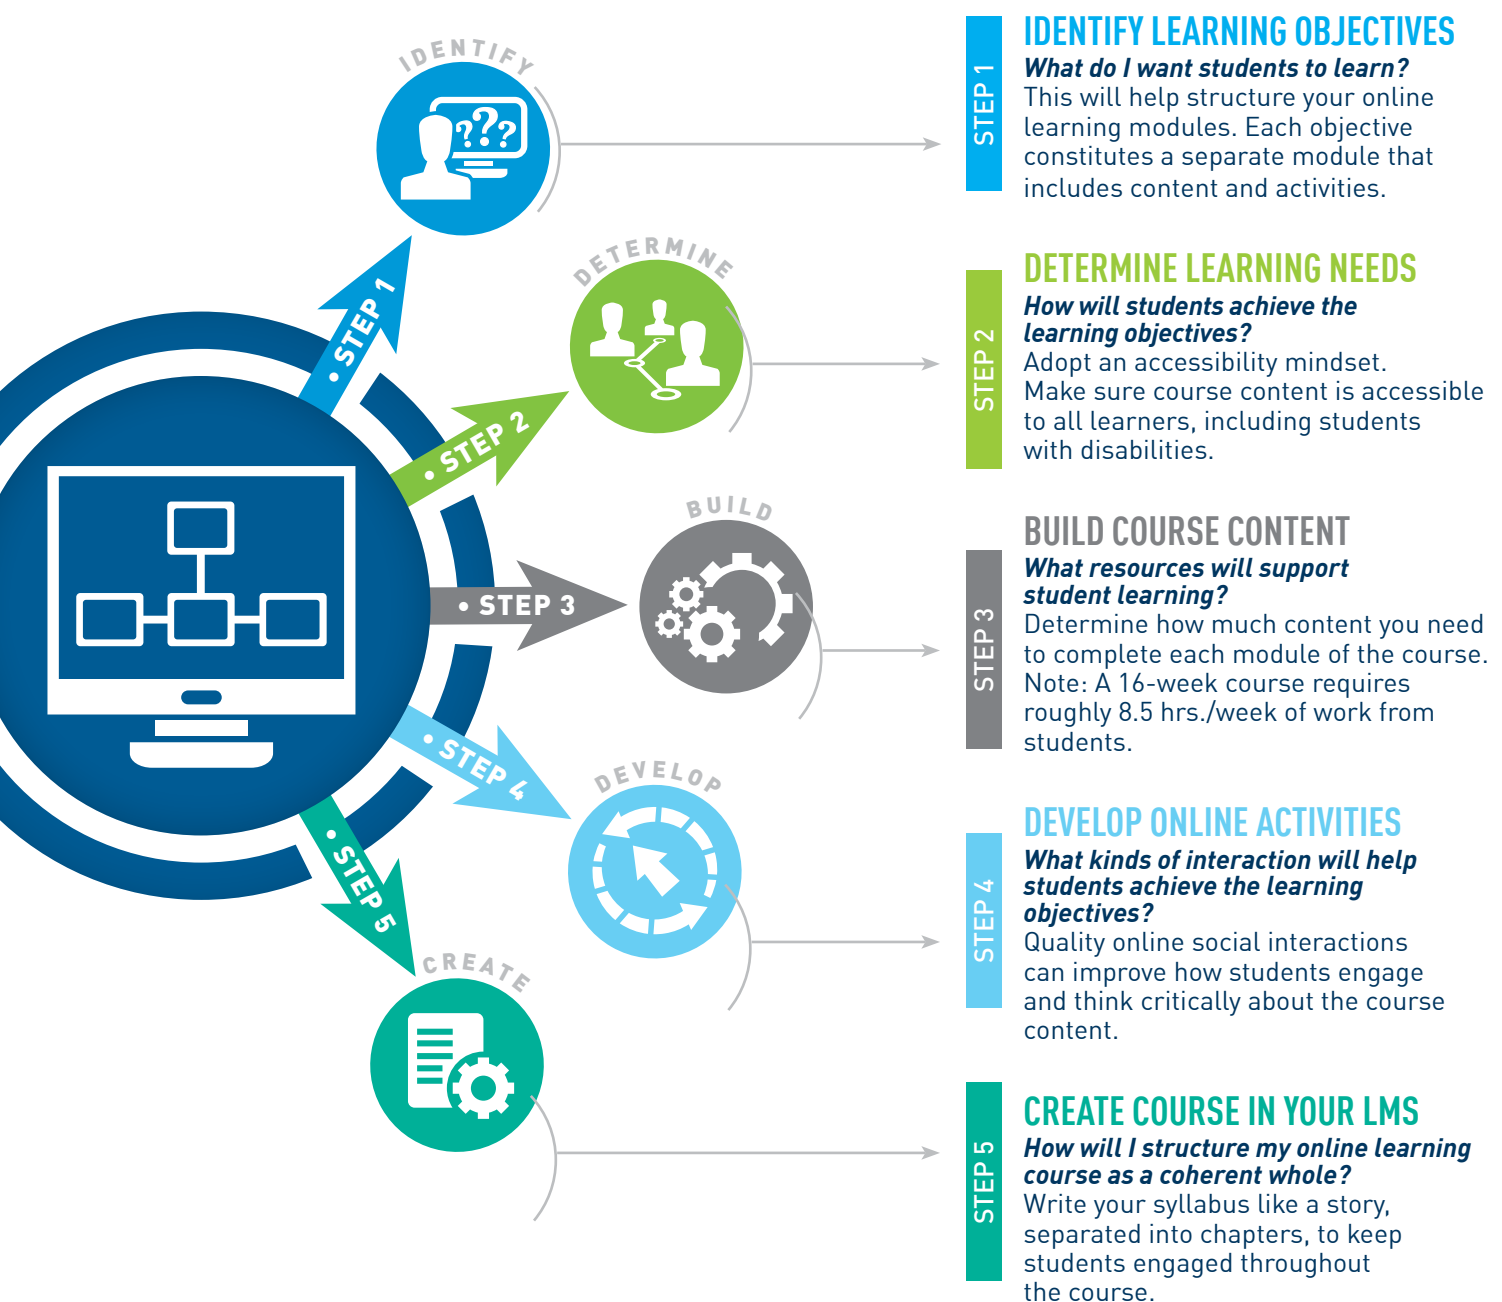 IDENTIFY
• STEP 1
DETERMINE
• STEP 2
BUILD
• STEP 3
DEVELOP
• STEP 4
CREATE
• STEP 5
???
STEP 1
IDENTIFY LEARNING OBJECTIVES
What do I want students to learn?
This will help structure your online
learning modules. Each objective
constitutes a separate module that
includes content and activities.
STEP 2
DETERMINE LEARNING NEEDS
How will students achieve the
learning objectives?
Adopt an accessibility mindset.
Make sure course content is accessible
to all learners, including students
with disabilities.
STEP 3
BUILD COURSE CONTENT
What resources will support
student learning?
Determine how much content you need
to complete each module of the course.
Note: A 16-week course requires
roughly 8.5 hrs./week of work from
students.
STEP 4
DEVELOP ONLINE ACTIVITIES
What kinds of interaction will help
students achieve the learning
objectives?
Quality online social interactions
can improve how students engage
and think critically about the course
content.
STEP 5
CREATE COURSE IN YOUR LMS
How will I structure my online learning
course as a coherent whole?
Write your syllabus like a story,
separated into chapters, to keep
students engaged throughout
the course.